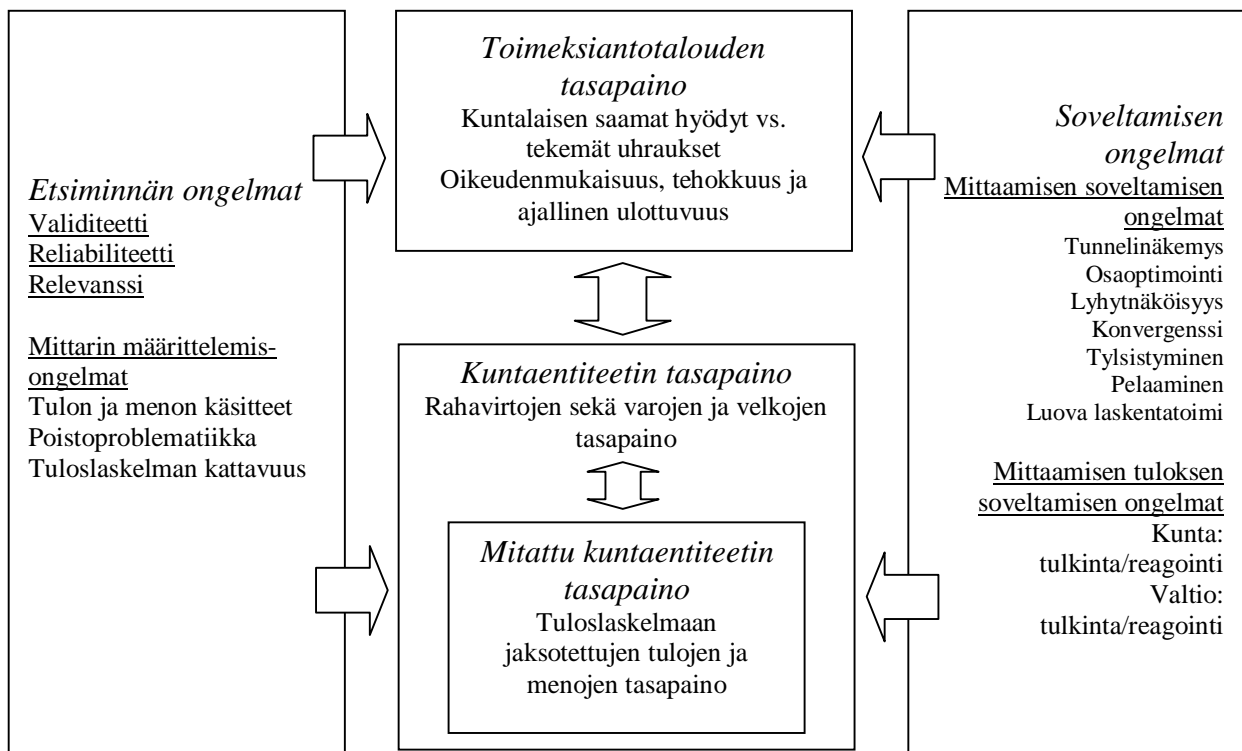 Etsiminnän ongelmat
Validiteetti
Reliabiliteetti
Relevanssi
Mittarin määrittelemis-
ongelmat
Tulon ja menon käsitteet
Poistoproblematiikka
Tuloslaskelman kattavuus
Toimeksiantotalouden
tasapaino
Kuntalaisen saamat hyödyt vs.
tekemät uhraukset
Oikeudenmukaisuus, tehokkuus ja
ajallinen ulottuvuus
Kuntaentiteetin tasapaino
Rahavirtojen sekä varojen ja velkojen
tasapaino
Mitattu kuntaentiteetin
tasapaino
Tuloslaskelmaan
jaksotettujen tulojen ja
menojen tasapaino
Soveltamisen
ongelmat
Mittaamisen soveltamisen
ongelmat
Tunnelinäkemys
Osaoptimointi
Lyhytnäköisyys
Konvergenssi
Tylsistyminen
Pelaaminen
Luova laskentatoimi
Mittaamisen tuloksen
soveltamisen ongelmat
Kunta:
tulkinta/reagointi
Valtio:
tulkinta/reagointi